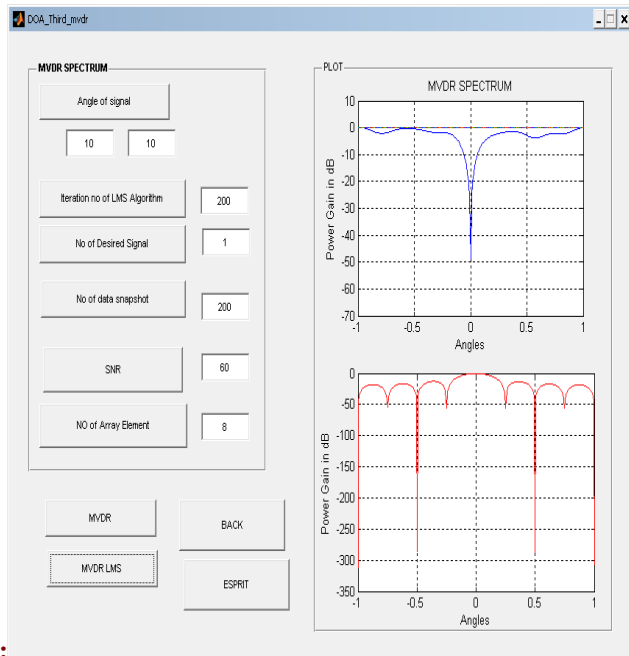 DOA_Third_mvdr
MVDR SPECTRUM
Angle of signal
10 10
Iteration no of LMS Algorithm 200
No of Desired Signal 1
No of data snapshot 200
SNR 60
NO of Array Element 8
MVDR
BACK
MVDR LMS
ESPRIT
PLOT
MVDR SPECTRUM
Power Gain in dB
10
0
-10
-20
-30
-40
-50
-60
-70
-1 -0.5 0 0.5 1
Angles
Power Gain in dB
0
-50
-100
-150
-200
-250
-300
-350
-1 -0.5 0 0.5 1
Angles
: